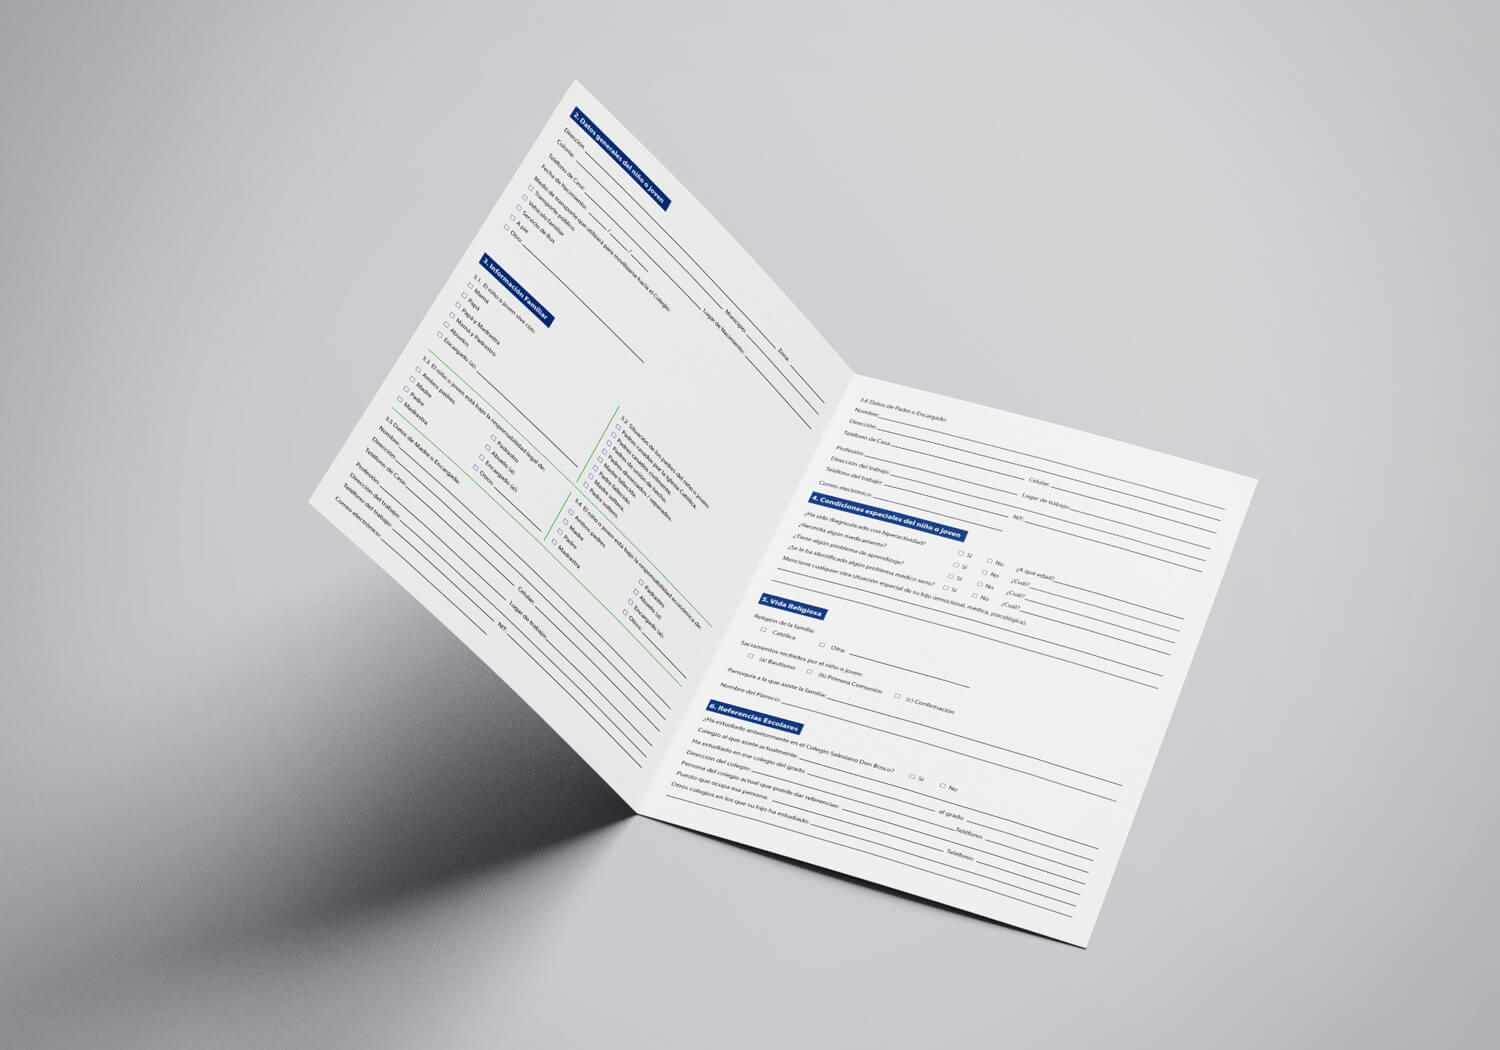 2. Datos generales del niño o joven
Dirección
Colonia: Municipio: Zona:
Teléfono de Casa:
Fecha de Nacimiento: / / Lugar de Nacimiento:
Medio de transporte que utilizará para movilizarse hacia el Colegio:
Transporte público
Vehículo familiar
Servicio de Bus
A pie
Otro:
3. Información Familiar
3.1. El niño o joven vive con:
Mamá
Papá
Papá y Madrastra
Mamá y Padrastro
Abuelos
Encargado (a):
3.2 Situación de los padres del niño o joven
Padres casados por la Iglesia Católica.
Padres casados civilmente.
Padres de unión de hecho.
Padres divorciados / separados.
Madre fallecida.
Padre fallecido.
Madre soltera.
Padre soltero.
3.3 El niño o joven está bajo la responsabilidad legal de:
Ambos padres
Madre
Padre
Madrastra
Padrastro
Abuelo (a)
Encargado (a):
Otros:
3.4 El niño o joven está bajo la responsabilidad económica de:
Ambos padres
Madre
Padre
Madrastra
Padrastro
Abuelo (a)
Encargado (a):
Otros:
3.5 Datos de Madre o Encargada:
Nombre:
Dirección:
Teléfono de Casa: Celular:
Profesión: Lugar de trabajo:
Dirección del trabajo:
Teléfono del trabajo: NIT:
Correo electrónico:
3.6 Datos de Padre o Encargado:
Nombre:
Dirección:
Teléfono de Casa: Celular:
Profesión: Lugar de trabajo:
Dirección del trabajo:
Teléfono del trabajo: NIT:
Correo electrónico:
4. Condiciones especiales del niño o joven
¿Ha sido diagnosticado con hiperactividad? Sí No ¿A que edad?
¿Necesita algún medicamento? Sí No ¿Cuál?
¿Tiene algún problema de aprendizaje? Sí No ¿Cuál?
¿Se le ha identificado algún problema médico serio? Sí No ¿Cuál?
Mencione cualquier otra situación especial de su hijo (emocional, médica, psicológica):
5. Vida Religiosa
Religión de la familia:
Católica Otra:
Sacramentos recibidos por el niño o joven:
(a) Bautismo (b) Primera Comunión (c) Confirmación
Parroquia a la que asiste la familia:
Nombre del Párroco:
6. Referencias Escolares
¿Ha estudiado anteriormente en el Colegio Salesiano Don Bosco? Sí No
Colegio al que asiste actualmente:
Ha estudiado en ese colegio del grado al grado
Dirección del colegio: Teléfono:
Persona del colegio actual que puede dar referencias:
Puesto que ocupa esa persona: Teléfono:
Otros colegios en los que su hijo ha estudiado: